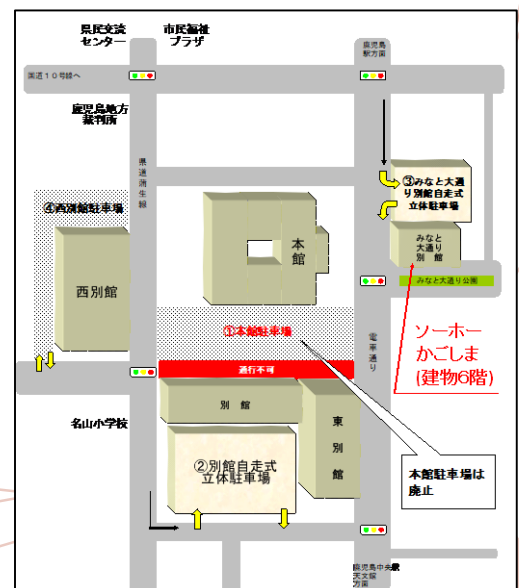 県民交流
センター
市民福祉
プラザ
鹿児島
駅方面
国道10号線へ
鹿児島地方
裁判所
県道蒲生線
③みなと大通
り別館自走式
立体駐車場
④西別館駐車場
本館
みなと
大通り
別館
西別館
みなと大通り公園
①本館駐車場
電車通り
ソーホー
かごしま
(建物6階)
通行不可
別館
名山小学校
東別館
②別館自走式
立体駐車場
本館駐車場は
廃止
鹿児島中央駅
天文館
方面